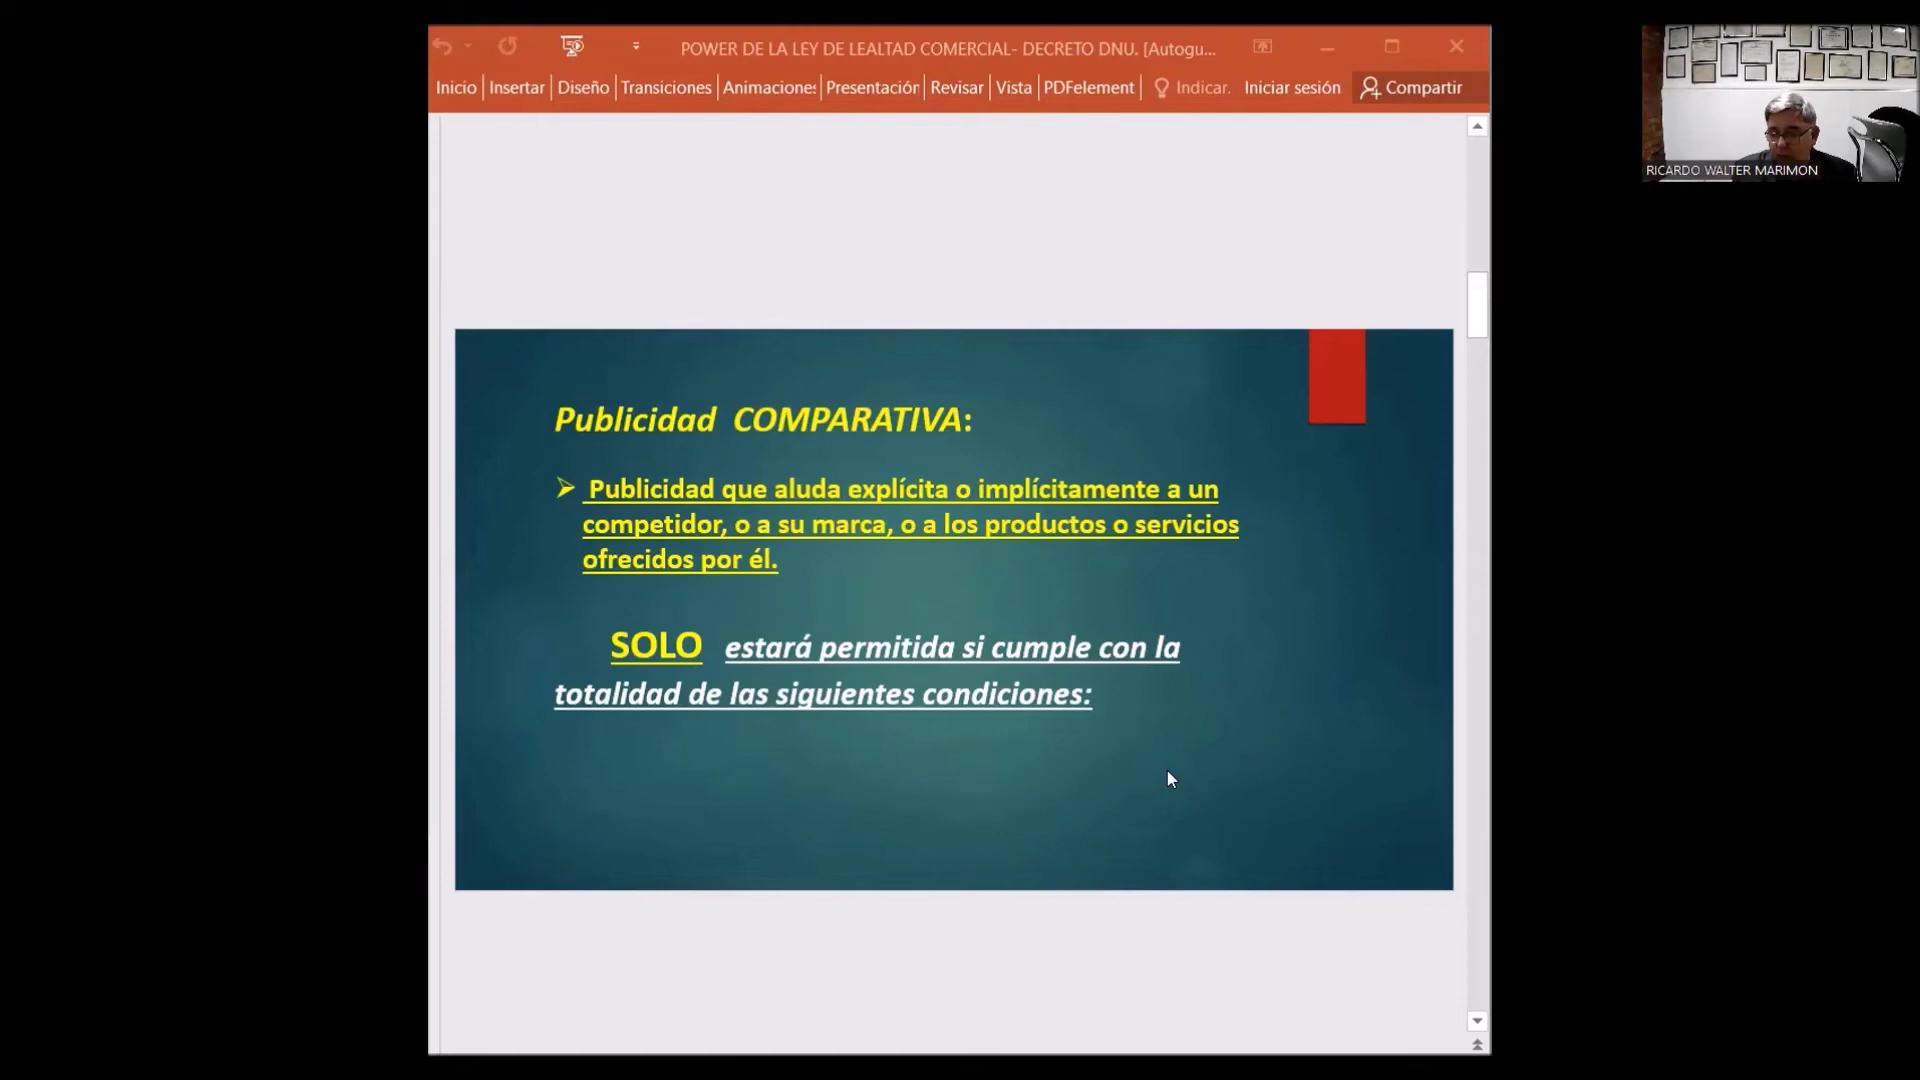 POWER DE LA LEY DE LEALTAD COMERCIAL- DECRETO DNU. [Autogu...
Inicio Insertar Diseño Transiciones Animaciones Presentación Revisar Vista PDFelement Indicar. Iniciar sesión Compartir
RICARDO WALTER MARIMON
Publicidad COMPARATIVA:
Publicidad que aluda explícita o implícitamente a un
competidor, o a su marca, o a los productos o servicios
ofrecidos por él.
SOLO estará permitida si cumple con la
totalidad de las siguientes condiciones: